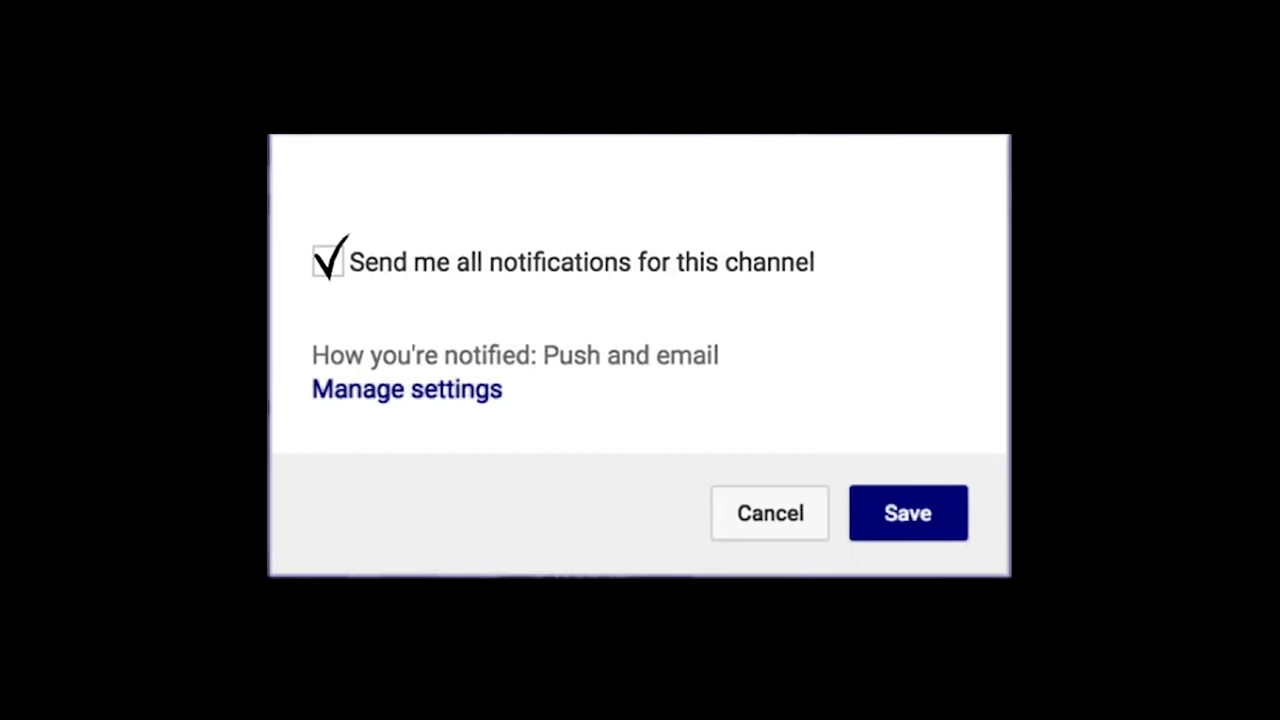 Send me all notifications for this channel
How you're notified: Push and email
Manage settings
Cancel
Save